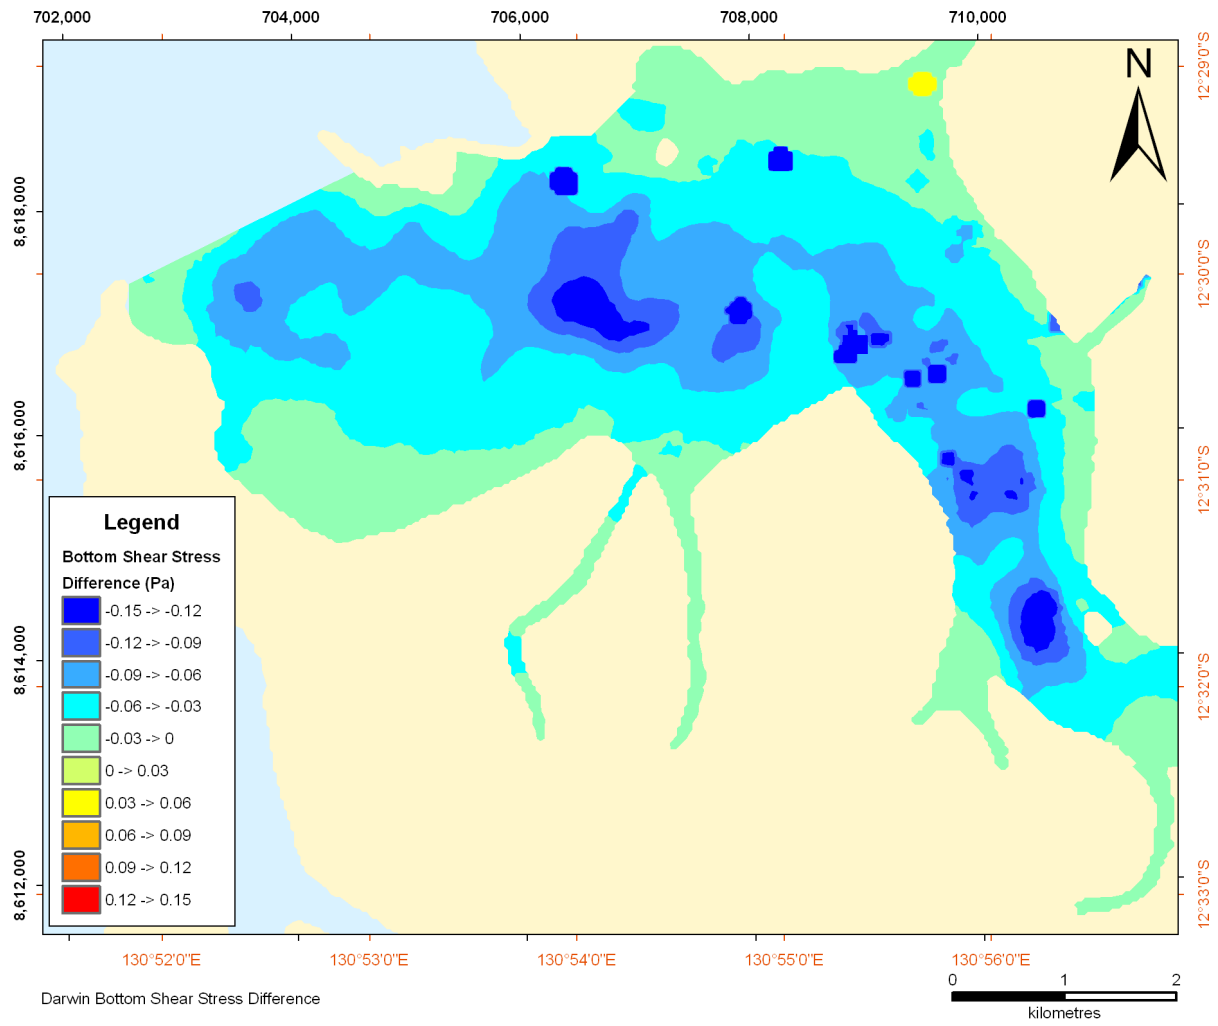 702,000 704,000 706,000 708,000 710,000
12°29'0"S
N
8,618,000
12°30'0"S
8,616,000
12°31'0"S
Legend
Bottom Shear Stress
Difference (Pa)
-0.15 -> -0.12
-0.12 -> -0.09
-0.09 -> -0.06
-0.06 -> -0.03
-0.03 -> 0
0 -> 0.03
0.03 -> 0.06
0.06 -> 0.09
0.09 -> 0.12
0.12 -> 0.15
8,614,000
12°32'0"S
8,612,000
12°33'0"S
130°52'0"E 130°53'0"E 130°54'0"E 130°55'0"E 130°56'0"E
0 1 2
kilometres
Darwin Bottom Shear Stress Difference